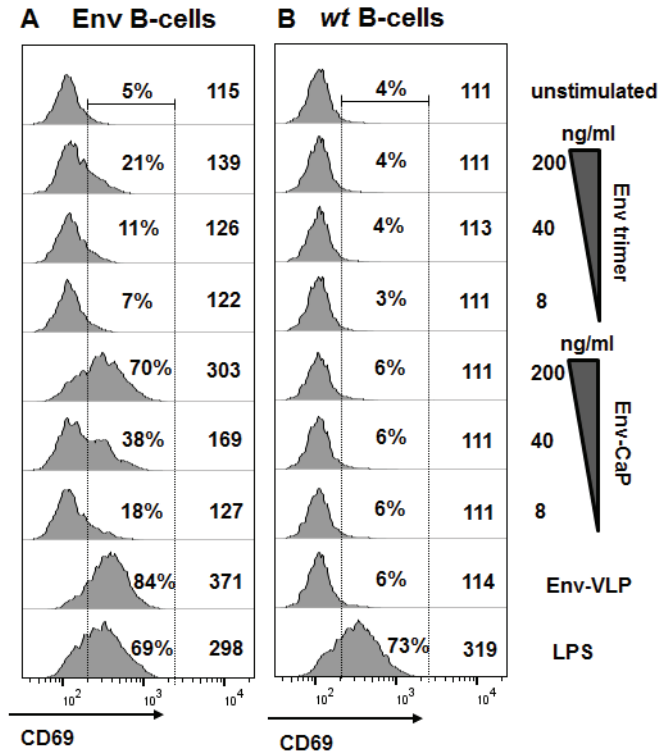 A Env B-cells B wt B-cells
5% 115 4% 111 unstimulated
ng/ml
21% 139 4% 111 200
11% 126 4% 113 40
Env trimer
7% 122 3% 111 8
ng/ml
70% 303 6% 111 200
38% 169 6% 111 40
Env-CaP
18% 127 6% 111 8
84% 371 6% 114 Env-VLP
69% 298 73% 319 LPS
10² 10³ 10⁴ 10² 10³ 10⁴
CD69 CD69